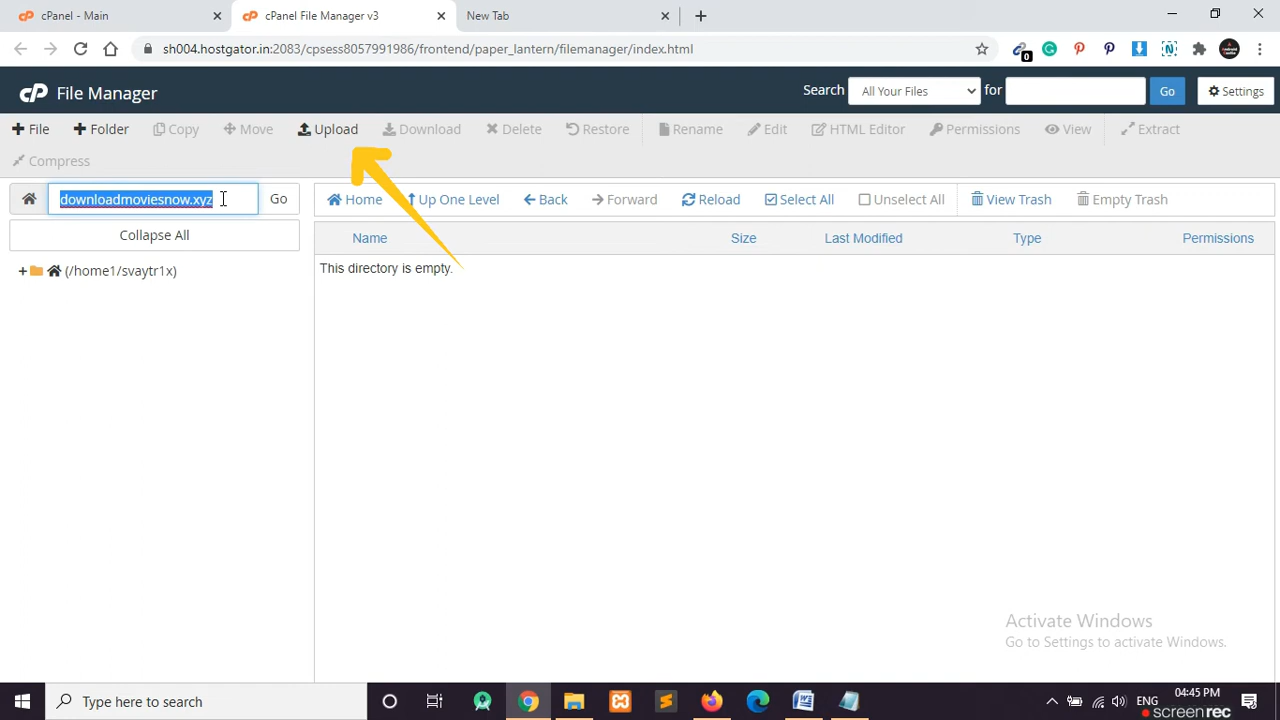 cPanel - Main
cPanel File Manager v3
New Tab
sh004.hostgator.in:2083/cpsess8057991986/frontend/paper_lantern/filemanager/index.html
0
cP File Manager
Search All Your Files for Go Settings
File Folder Copy Move Upload Download Delete Restore Rename Edit HTML Editor Permissions View Extract
Compress
downloadmoviesnow.xyz Go
Home Up One Level Back Forward Reload Select All Unselect All View Trash Empty Trash
Collapse All
Name Size Last Modified Type Permissions
(/home1/svaytr1x)
This directory is empty.
Activate Windows
Go to Settings to activate Windows.
Type here to search
ENG
04:45 PM
screenrec